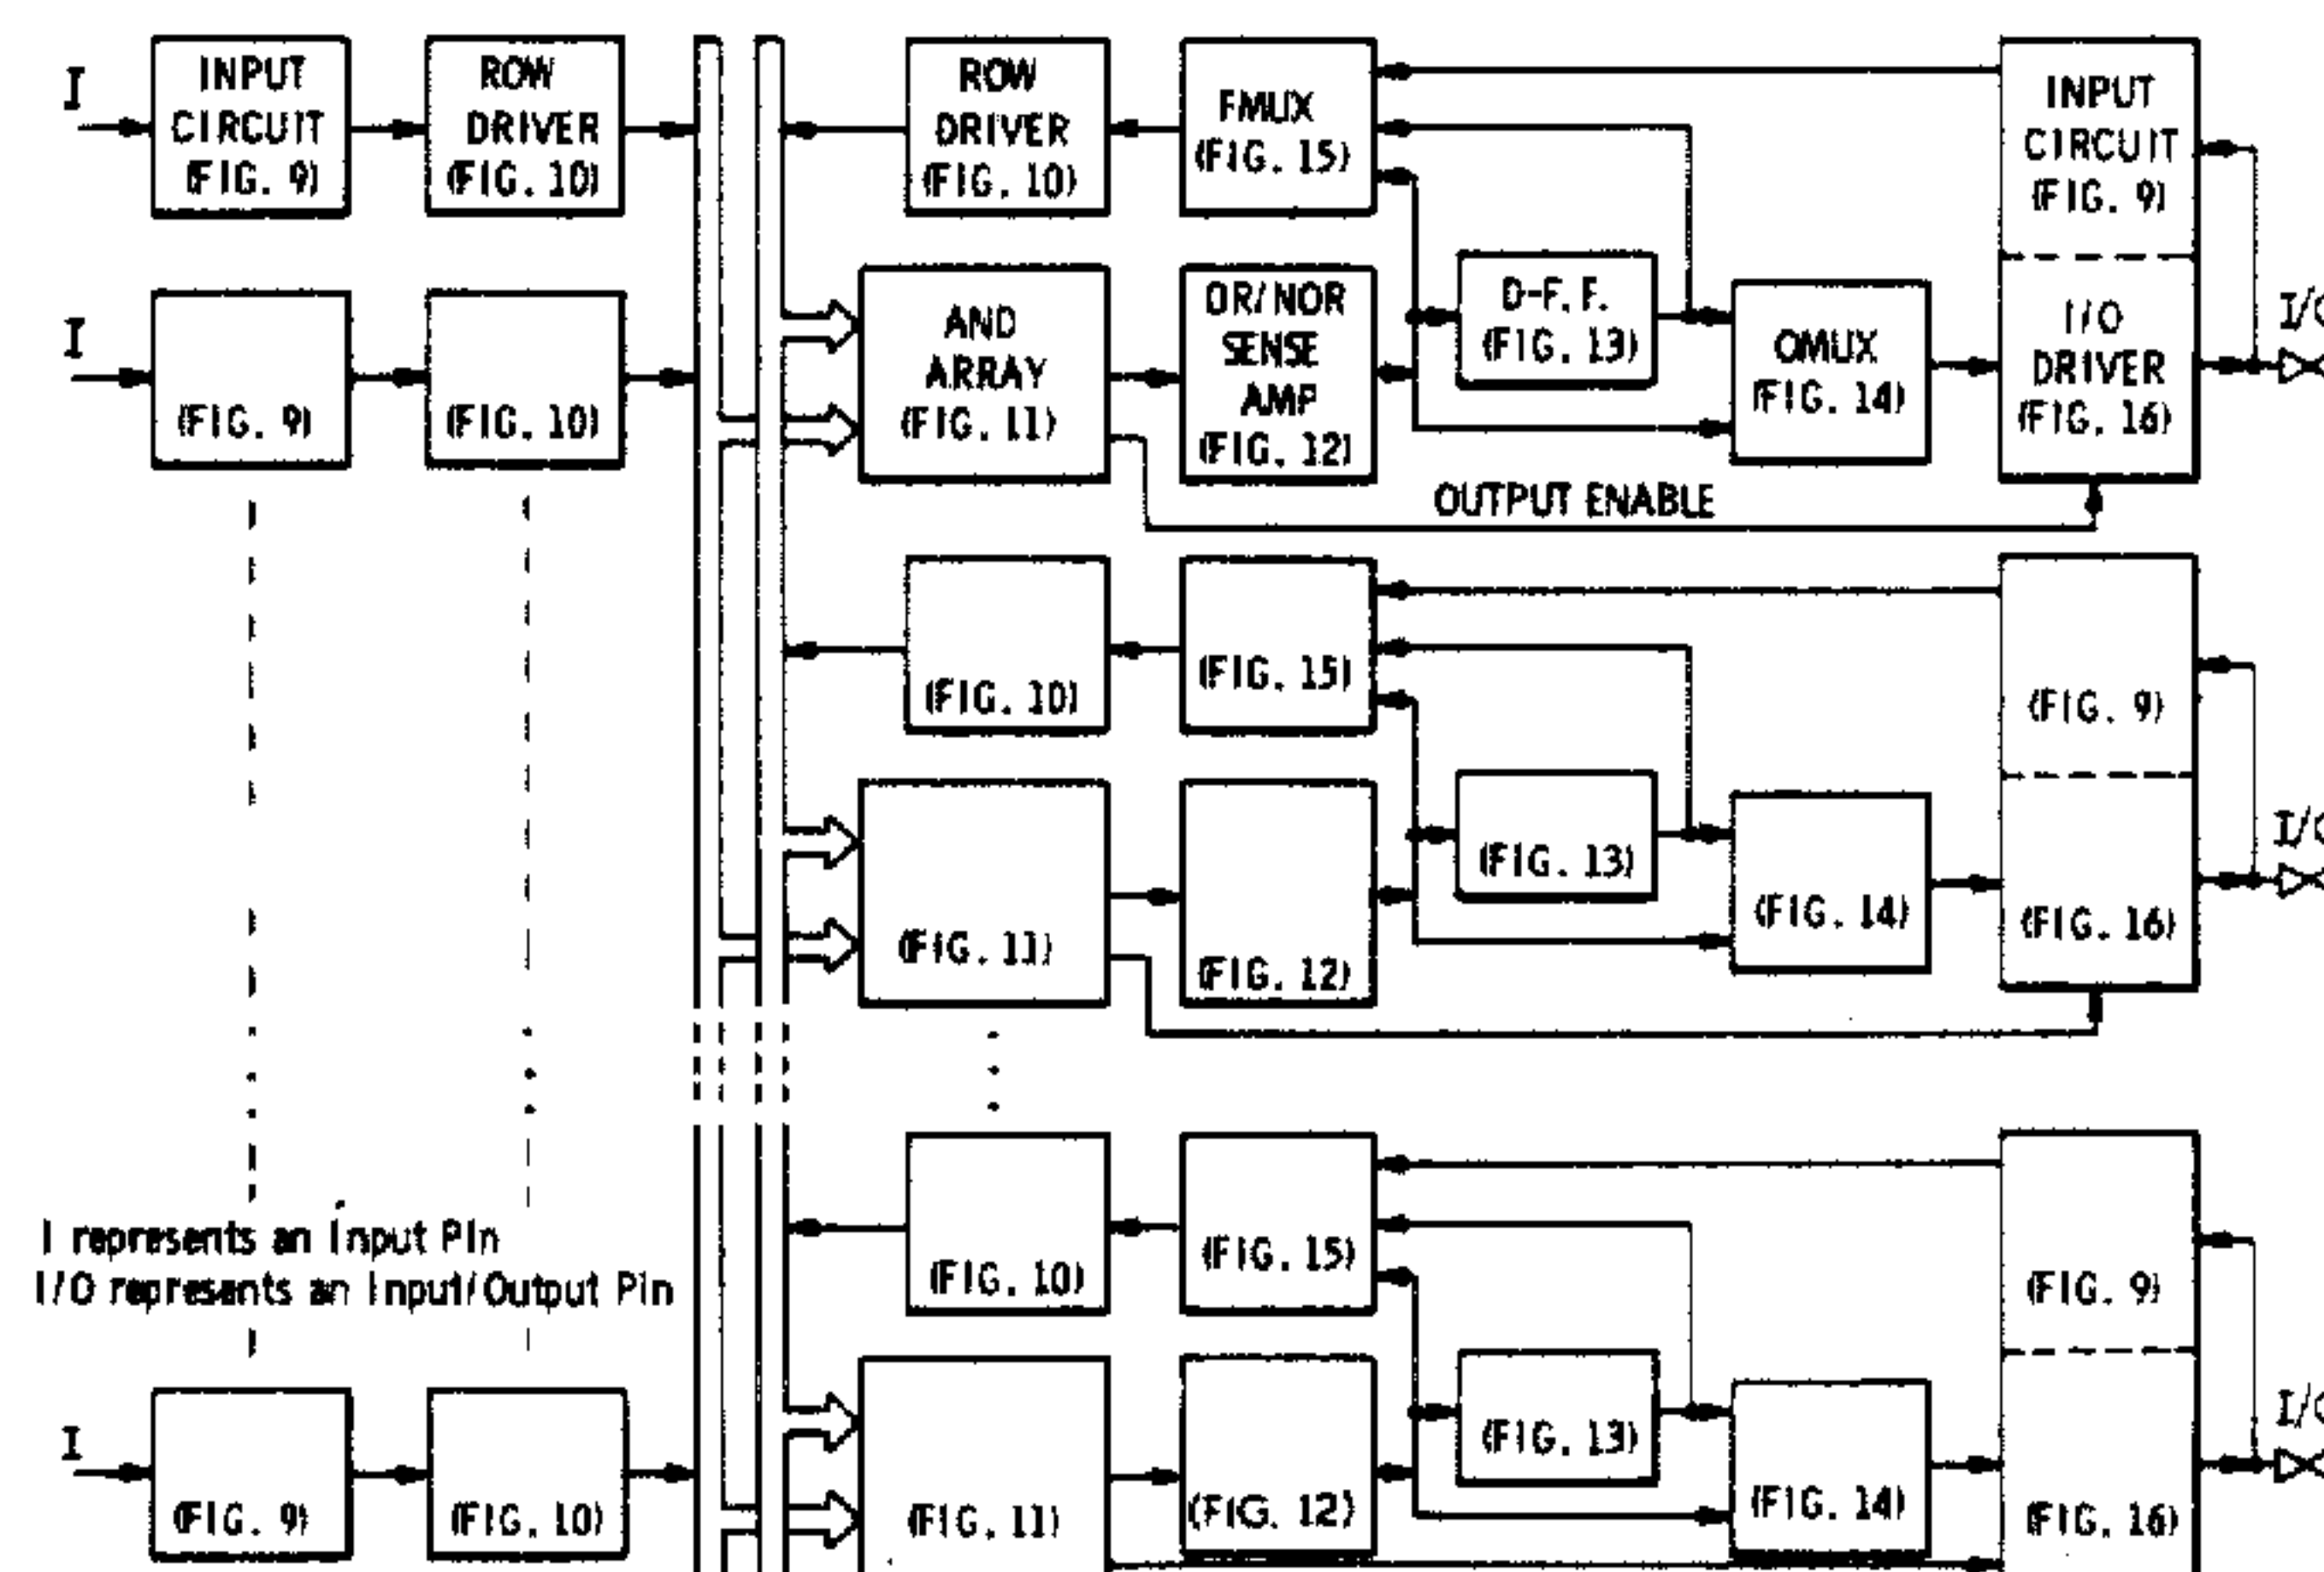 I
INPUT
CIRCUIT
(FIG. 9)
ROW
DRIVER
(FIG. 10)
ROW
DRIVER
(FIG. 10)
FMUX
(FIG. 15)
INPUT
CIRCUIT
(FIG. 9)
I
(FIG. 9)
(FIG. 10)
AND
ARRAY
(FIG. 11)
OR/NOR
SENSE
AMP
(FIG. 12)
D-F. F.
(FIG. 13)
OMUX
(FIG. 14)
I/O
DRIVER
(FIG. 16)
OUTPUT ENABLE
(FIG. 10)
(FIG. 15)
(FIG. 9)
(FIG. 11)
(FIG. 12)
(FIG. 13)
(FIG. 14)
(FIG. 16)
I represents an Input Pin
I/O represents an Input/Output Pin
(FIG. 10)
(FIG. 15)
(FIG. 9)
I
(FIG. 9)
(FIG. 10)
(FIG. 11)
(FIG. 12)
(FIG. 13)
(FIG. 14)
(FIG. 16)